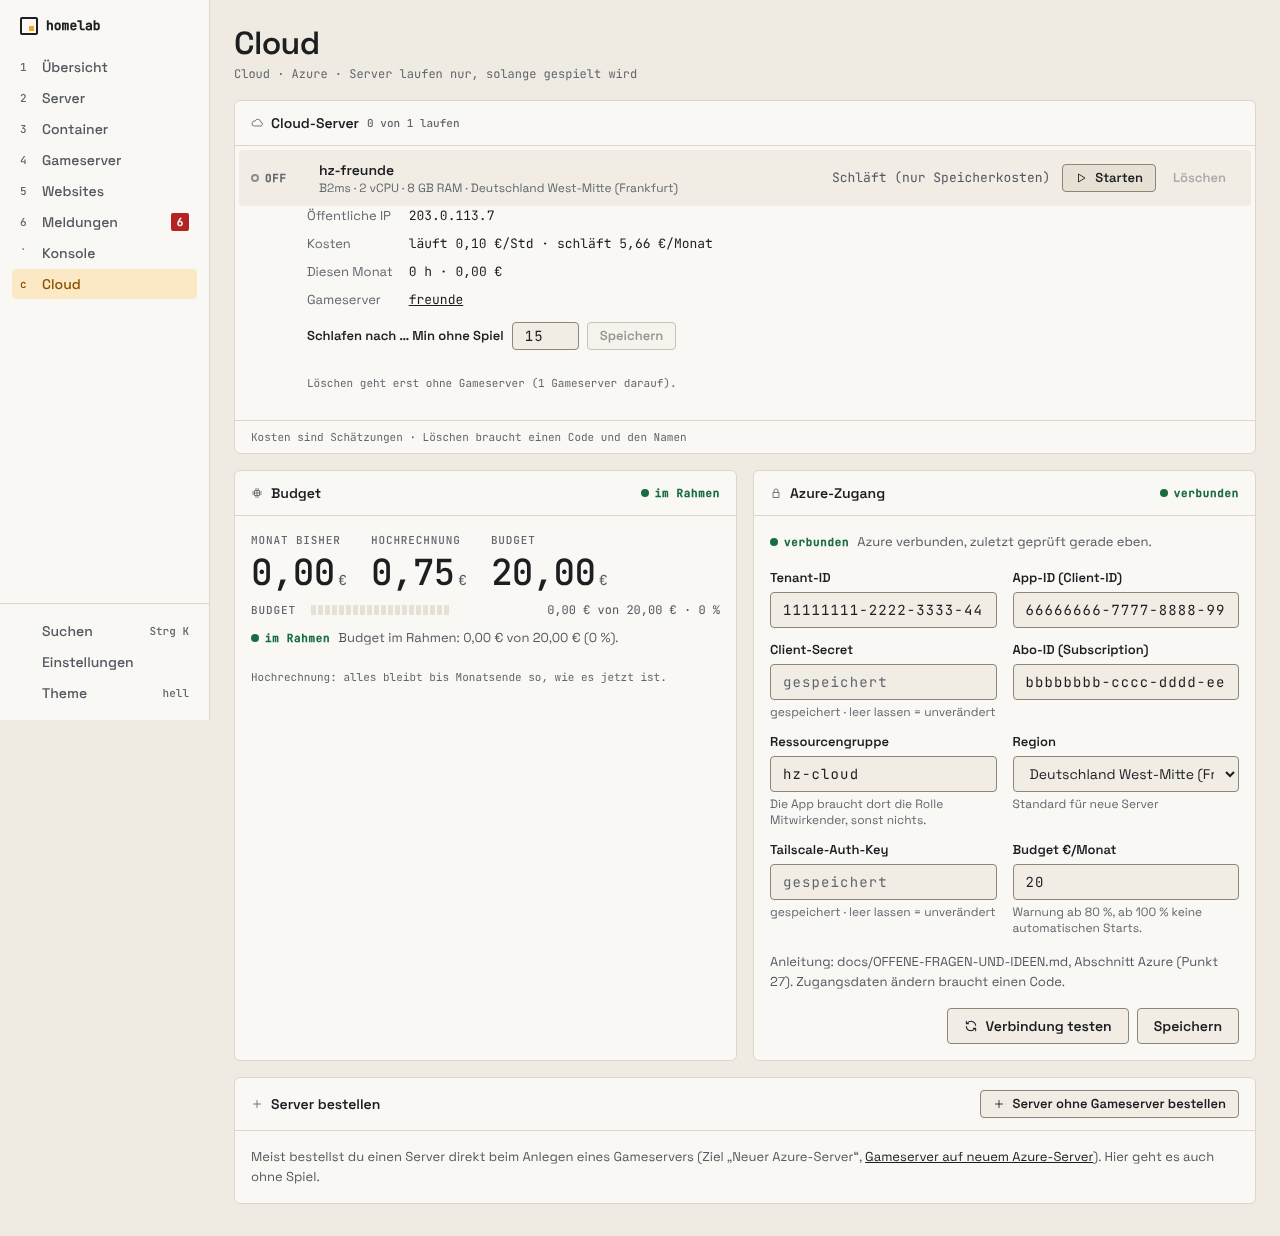 homelab
1 Übersicht
2 Server
3 Container
4 Gameserver
5 Websites
6 Meldungen 6
` Konsole
c Cloud
Suchen Strg K
Einstellungen
Theme hell
Cloud
Cloud · Azure · Server laufen nur, solange gespielt wird
Cloud-Server 0 von 1 laufen
OFF
hz-freunde
B2ms · 2 vCPU · 8 GB RAM · Deutschland West-Mitte (Frankfurt)
Schläft (nur Speicherkosten)
Starten
Löschen
Öffentliche IP 203.0.113.7
Kosten läuft 0,10 €/Std · schläft 5,66 €/Monat
Diesen Monat 0 h · 0,00 €
Gameserver freunde
Schlafen nach … Min ohne Spiel 15 Speichern
Löschen geht erst ohne Gameserver (1 Gameserver darauf).
Kosten sind Schätzungen · Löschen braucht einen Code und den Namen
Budget im Rahmen
MONAT BISHER HOCHRECHNUNG BUDGET
0,00 € 0,75 € 20,00 €
BUDGET 0,00 € von 20,00 € · 0 %
im Rahmen Budget im Rahmen: 0,00 € von 20,00 € (0 %).
Hochrechnung: alles bleibt bis Monatsende so, wie es jetzt ist.
Azure-Zugang verbunden
verbunden Azure verbunden, zuletzt geprüft gerade eben.
Tenant-ID App-ID (Client-ID)
11111111-2222-3333-44 66666666-7777-8888-99
Client-Secret Abo-ID (Subscription)
gespeichert bbbbbbbb-cccc-dddd-ee
gespeichert · leer lassen = unverändert
Ressourcengruppe Region
hz-cloud Deutschland West-Mitte (Fr
Die App braucht dort die Rolle
Mitwirkender, sonst nichts.
Standard für neue Server
Tailscale-Auth-Key Budget €/Monat
gespeichert 20
gespeichert · leer lassen = unverändert
Warnung ab 80 %, ab 100 % keine
automatischen Starts.
Anleitung: docs/OFFENE-FRAGEN-UND-IDEEN.md, Abschnitt Azure (Punkt
27). Zugangsdaten ändern braucht einen Code.
Verbindung testen Speichern
Server bestellen
Server ohne Gameserver bestellen
Meist bestellst du einen Server direkt beim Anlegen eines Gameservers (Ziel „Neuer Azure-Server“, Gameserver auf neuem Azure-Server). Hier geht es auch
ohne Spiel.